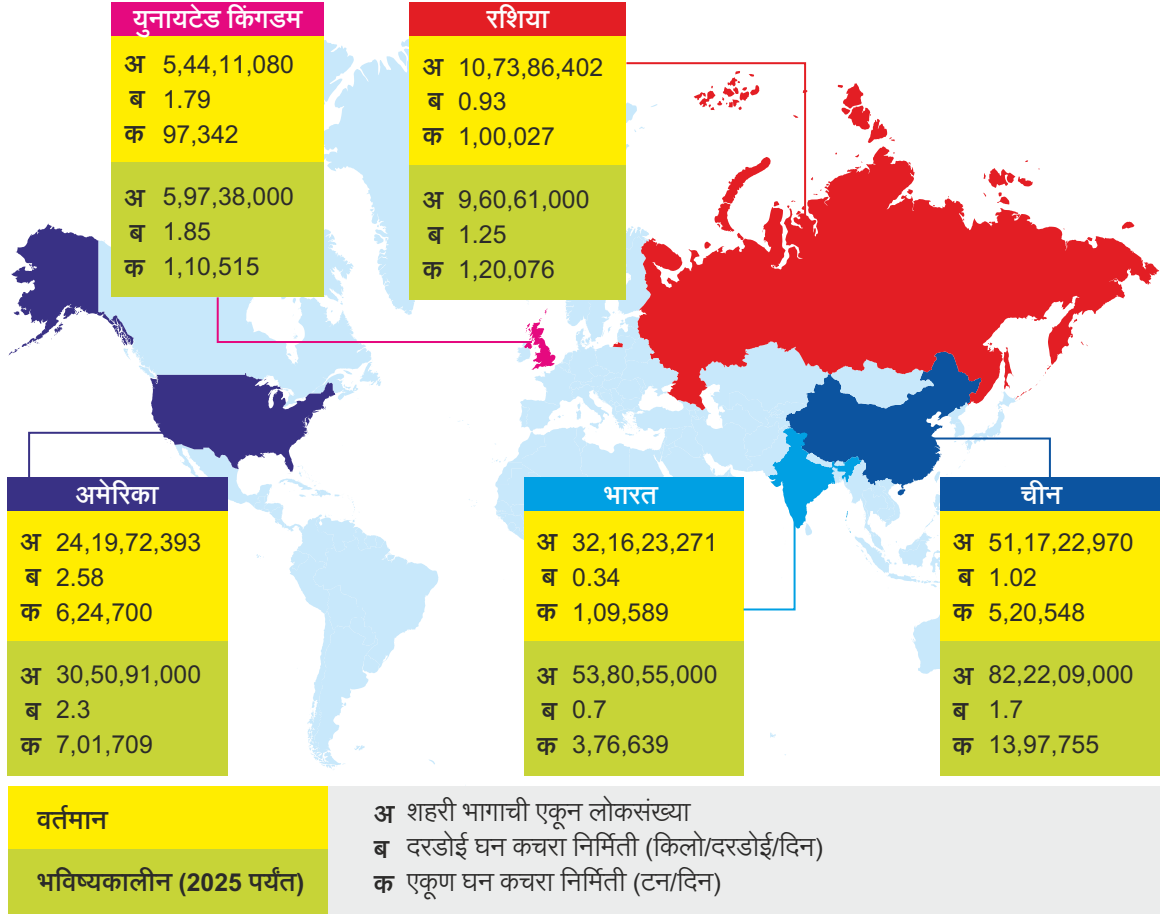 युनायटेड किंगडम
अ 5,44,11,080
ब 1.79
क 97,342
अ 5,97,38,000
ब 1.85
क 1,10,515
रशिया
अ 10,73,86,402
ब 0.93
क 1,00,027
अ 9,60,61,000
ब 1.25
क 1,20,076
अमेरिका
अ 24,19,72,393
ब 2.58
क 6,24,700
अ 30,50,91,000
ब 2.3
क 7,01,709
भारत
अ 32,16,23,271
ब 0.34
क 1,09,589
अ 53,80,55,000
ब 0.7
क 3,76,639
चीन
अ 51,17,22,970
ब 1.02
क 5,20,548
अ 82,22,09,000
ब 1.7
क 13,97,755
वर्तमान
भविष्यकालीन (2025 पर्यंत)
अ शहरी भागाची एकून लोकसंख्या
ब दरडोई घन कचरा निर्मिती (किलो/दरडोई/दिन)
क एकूण घन कचरा निर्मिती (टन/दिन)